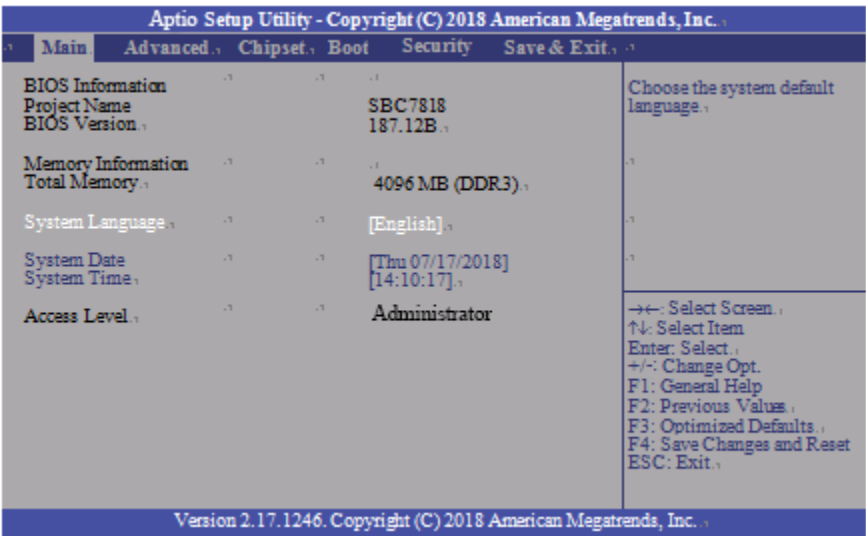 Aptio Setup Utility - Copyright (C) 2018 American Megatrends, Inc.
Main Advanced Chipset Boot Security Save & Exit
BIOS Information
Project Name SBC7818
BIOS Version 187.12B
Memory Information
Total Memory 4096 MB (DDR3)
System Language [English]
System Date [Thu 07/17/2018]
System Time [14:10:17]
Access Level Administrator
Choose the system default
language
→←: Select Screen
↑↓: Select Item
Enter: Select
+/-: Change Opt.
F1: General Help
F2: Previous Values
F3: Optimized Defaults
F4: Save Changes and Reset
ESC: Exit
Version 2.17.1246. Copyright (C) 2018 American Megatrends, Inc.